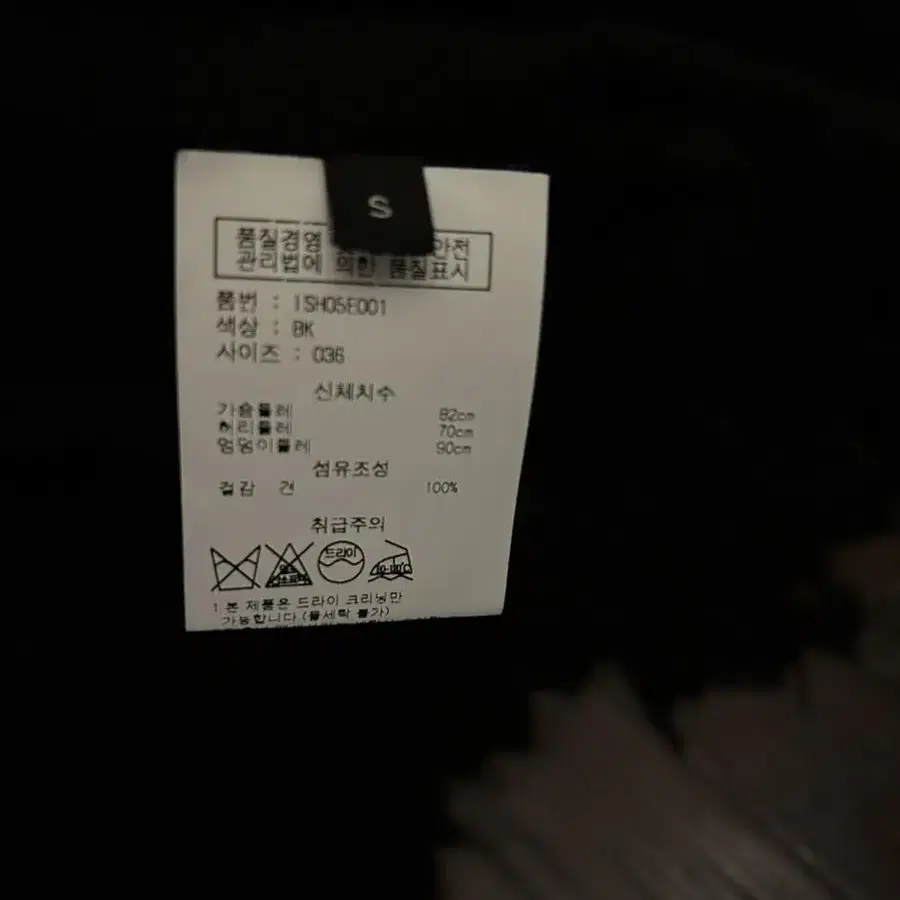 S
품질경영 안전
관리법에 의한 품질표시
품번 : ISH05E001
색상 : BK
사이즈 : 036
신체치수
가슴둘레 82cm
허리둘레 70cm
엉덩이둘레 90cm
섬유조성
겉감 견 100%
취급주의
드라이
1 본 제품은 드라이 크리닝만
가능합니다 (물세탁 불가)